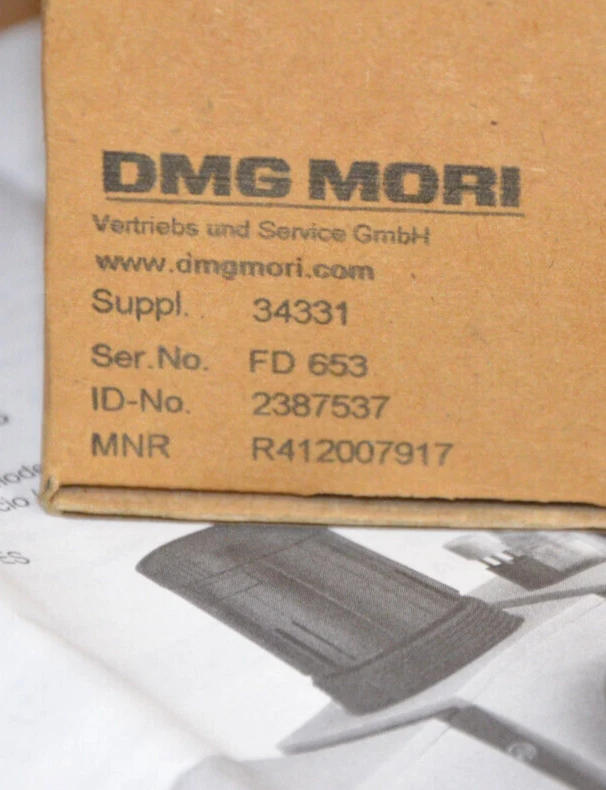 DMG MORI
Vertriebs und Service GmbH
www.dmgmori.com
Suppl. 34331
Ser.No. FD 653
ID-No. 2387537
MNR R412007917